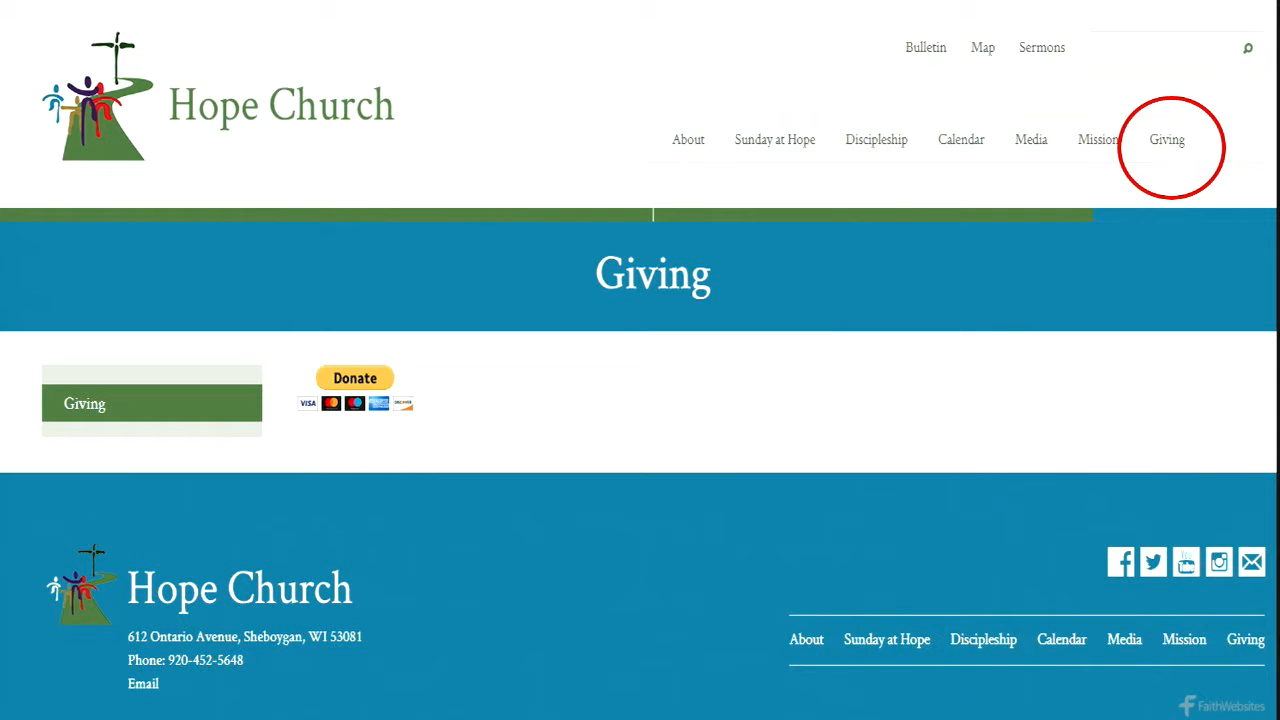 Bulletin Map Sermons
Hope Church
About Sunday at Hope Discipleship Calendar Media Mission Giving
Giving
Donate
Giving
VISA DISCOVER
Hope Church
612 Ontario Avenue, Sheboygan, WI 53081
Phone: 920-452-5648
Email
About Sunday at Hope Discipleship Calendar Media Mission Giving
FaithWebsites